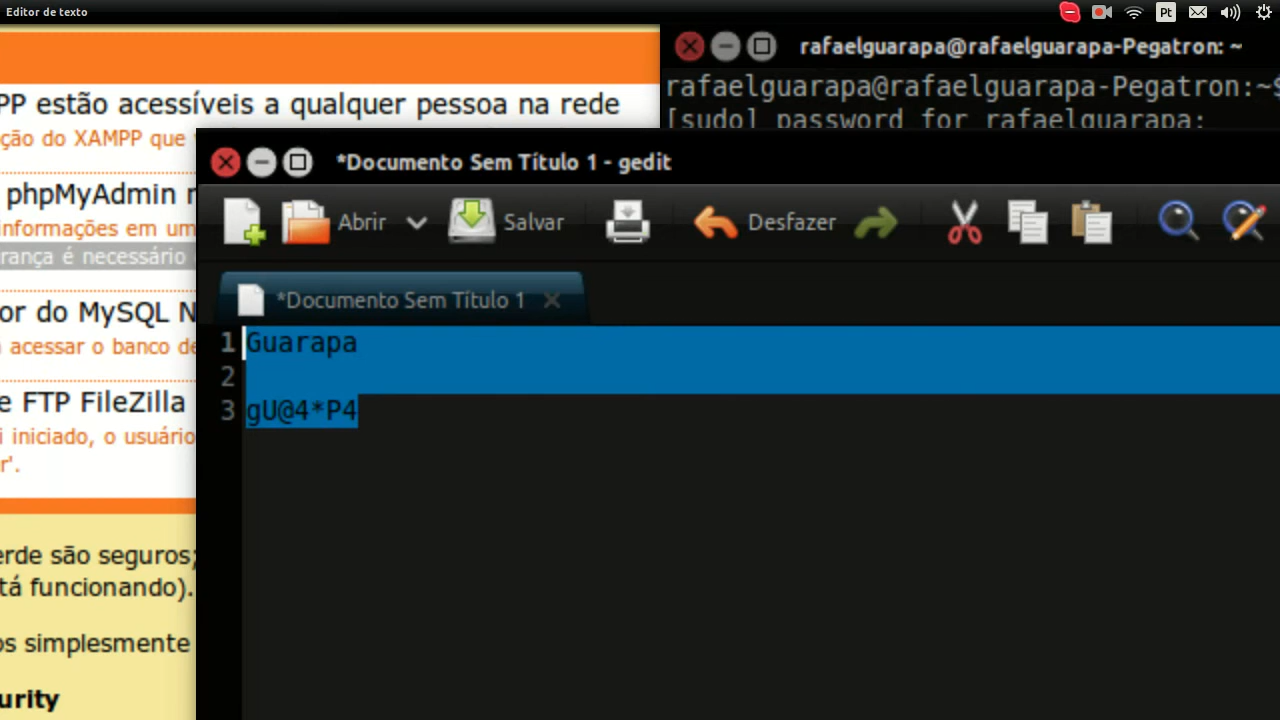 Editor de texto
Pt
PP estão acessíveis a qualquer pessoa na rede
ção do XAMPP que
phpMyAdmin
informações em um
rança é necessário
or do MySQL N
acessar o banco de
e FTP FileZilla
i iniciado, o usuário
r'.
erde são seguros;
tá funcionando).
os simplesmente
urity
rafaelguarapa@rafaelguarapa-Pegatron: ~
rafaelguarapa@rafaelguarapa-Pegatron:~$
[sudo] password for rafaelguarapa:
*Documento Sem Título 1 - gedit
Abrir Salvar Desfazer
*Documento Sem Título 1
1 Guarapa
2
3 gU@4*P4